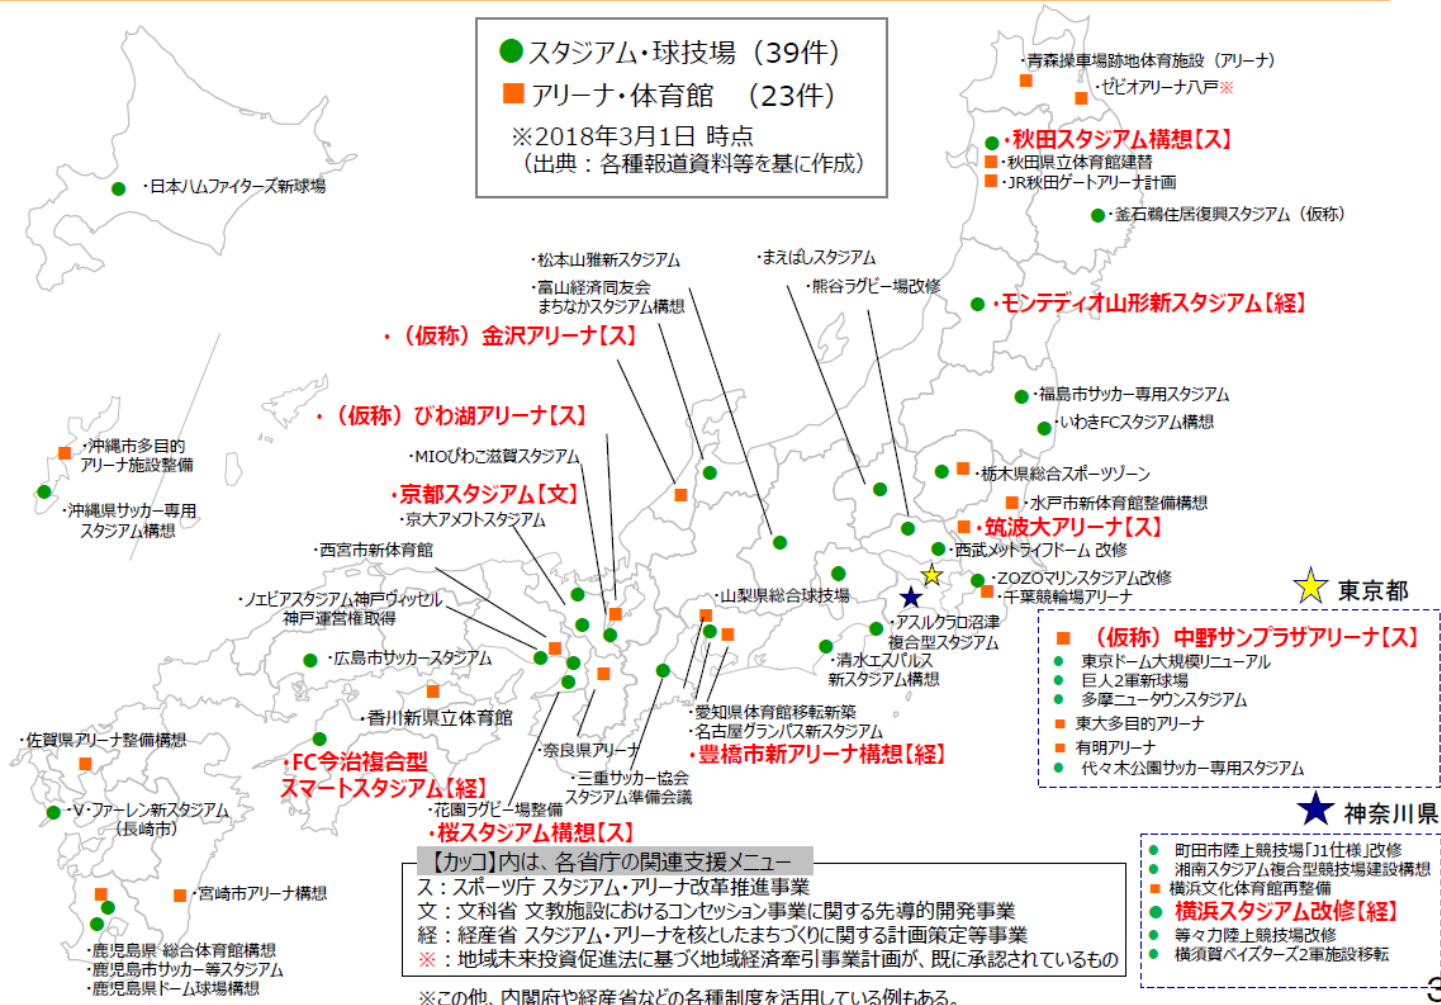 ●スタジアム・球技場（39件）
■アリーナ・体育館　（23件）
※2018年3月1日 時点
（出典：各種報道資料等を基に作成）
・青森操車場跡地体育施設（アリーナ）
・ゼビオアリーナ八戸※
・秋田スタジアム構想【ス】
・秋田県立体育館建替
・JR秋田ゲートアリーナ計画
・釜石鵜住居復興スタジアム（仮称）
・日本ハムファイターズ新球場
・松本山雅新スタジアム
・富山経済同友会
まちなかスタジアム構想
・まえばしスタジアム
・熊谷ラグビー場改修
・モンテディオ山形新スタジアム【経】
・（仮称）金沢アリーナ【ス】
・（仮称）びわ湖アリーナ【ス】
・福島市サッカー専用スタジアム
・いわきFCスタジアム構想
・沖縄市多目的
アリーナ施設整備
・沖縄県サッカー専用
スタジアム構想
・MIOびわこ滋賀スタジアム
・京都スタジアム【文】
・京大アメフトスタジアム
・西宮市新体育館
・ノエビアスタジアム神戸ヴィッセル
神戸運営権取得
・広島市サッカースタジアム
・香川新県立体育館
・栃木県総合スポーツゾーン
・水戸市新体育館整備構想
・筑波大アリーナ【ス】
・西武メットライフドーム 改修
・ZOZOマリンスタジアム改修
・千葉競輪場アリーナ
・山梨県総合球技場
・アスルクラロ沼津
複合型スタジアム
・清水エスパルス
新スタジアム構想
・愛知県体育館移転新築
・名古屋グランパス新スタジアム
・豊橋市新アリーナ構想【経】
・奈良県アリーナ
・三重サッカー協会
スタジアム準備会議
・佐賀県アリーナ整備構想
・FC今治複合型
スマートスタジアム【経】
・花園ラグビー場整備
・桜スタジアム構想【ス】
・V・ファーレン新スタジアム
（長崎市）
・宮崎市アリーナ構想
・鹿児島県 総合体育館構想
・鹿児島市サッカー等スタジアム
・鹿児島県ドーム球場構想
東京都
■（仮称）中野サンプラザアリーナ【ス】
● 東京ドーム大規模リニューアル
● 巨人2軍新球場
● 多摩ニュータウンスタジアム
■ 東大多目的アリーナ
■ 有明アリーナ
● 代々木公園サッカー専用スタジアム
神奈川県
● 町田市陸上競技場「J1仕様」改修
● 湘南スタジアム複合型競技場建設構想
■ 横浜文化体育館再整備
● 横浜スタジアム改修【経】
● 等々力陸上競技場改修
● 横須賀ベイズターズ2軍施設移転
【カッコ】内は、各省庁の関連支援メニュー
ス：スポーツ庁 スタジアム・アリーナ改革推進事業
文：文科省 文教施設におけるコンセッション事業に関する先導的開発事業
経：経産省 スタジアム・アリーナを核としたまちづくりに関する計画策定等事業
※：地域未来投資促進法に基づく地域経済牽引事業計画が、既に承認されているもの
※この他、内閣府や経産省などの各種制度を活用している例もある。
3